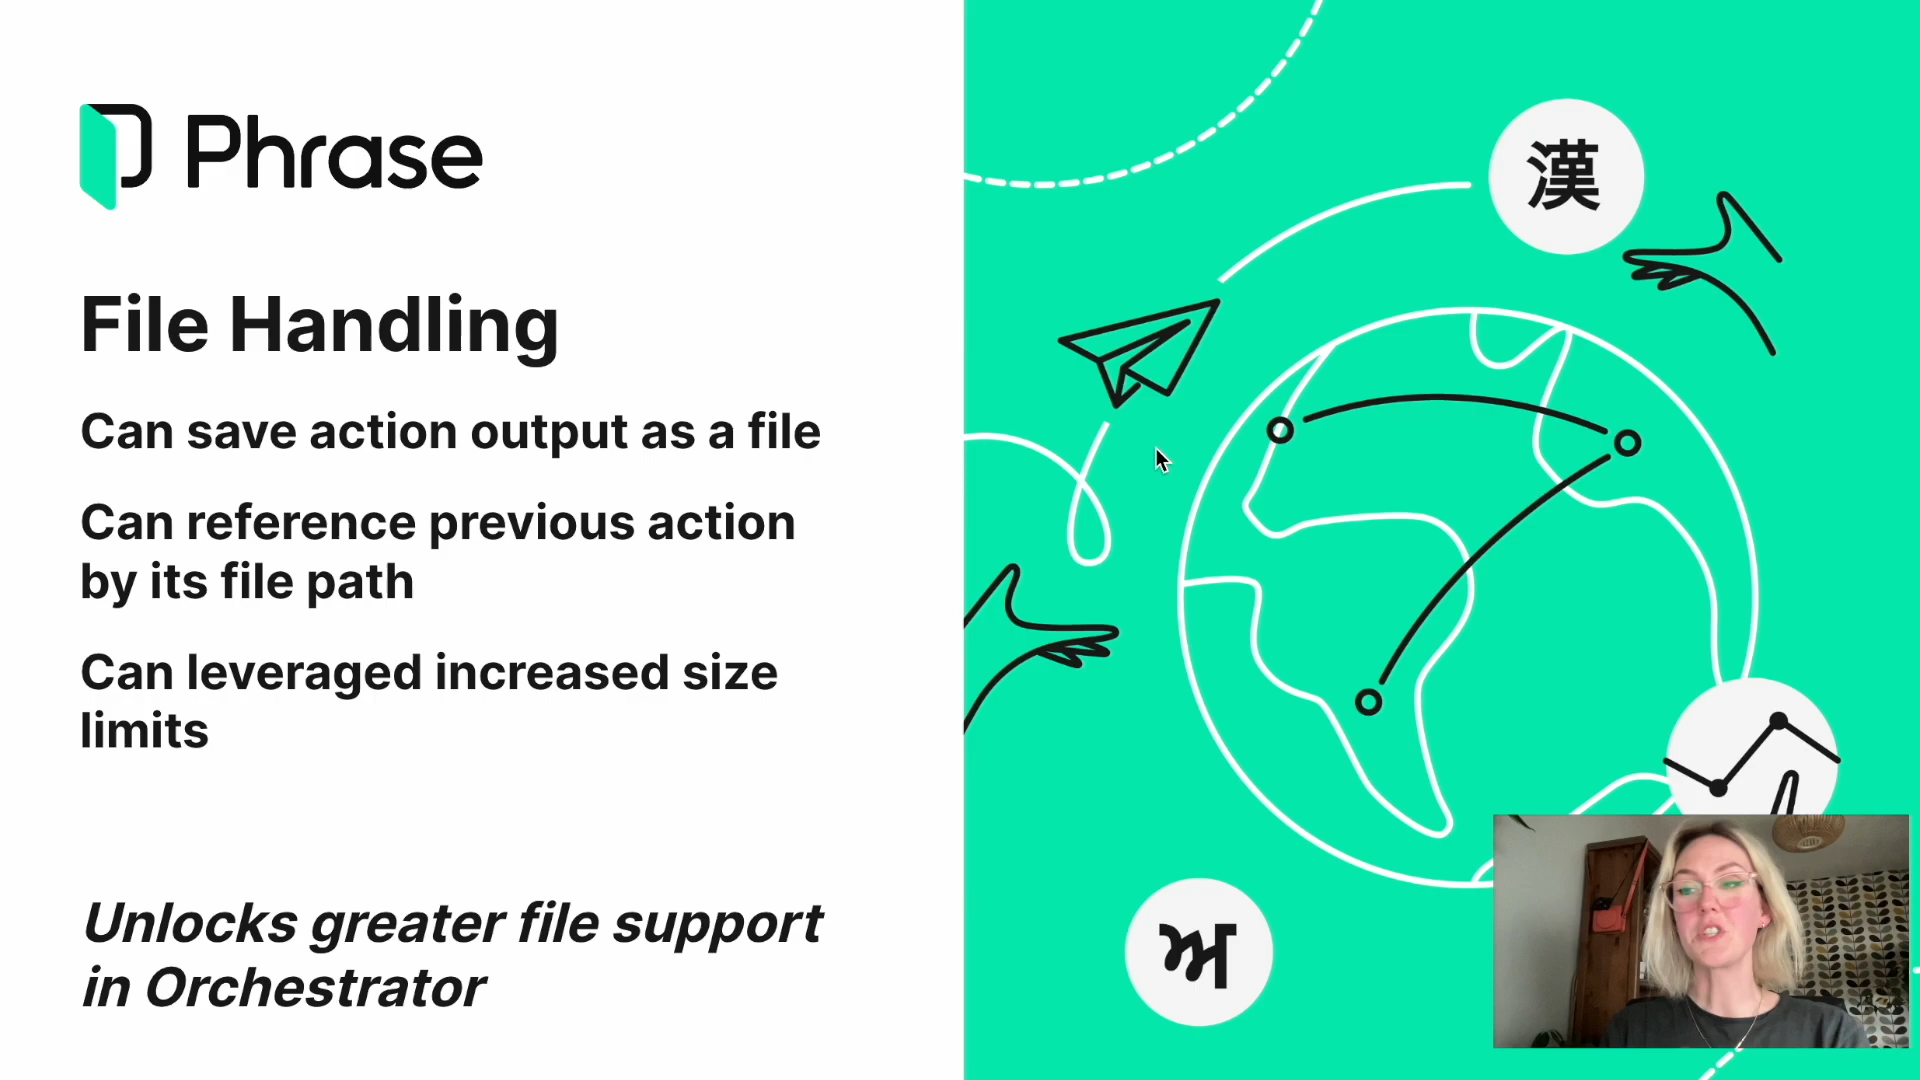 Phrase
File Handling
Can save action output as a file
Can reference previous action
by its file path
Can leveraged increased size
limits
Unlocks greater file support
in Orchestrator
漢
ਅ